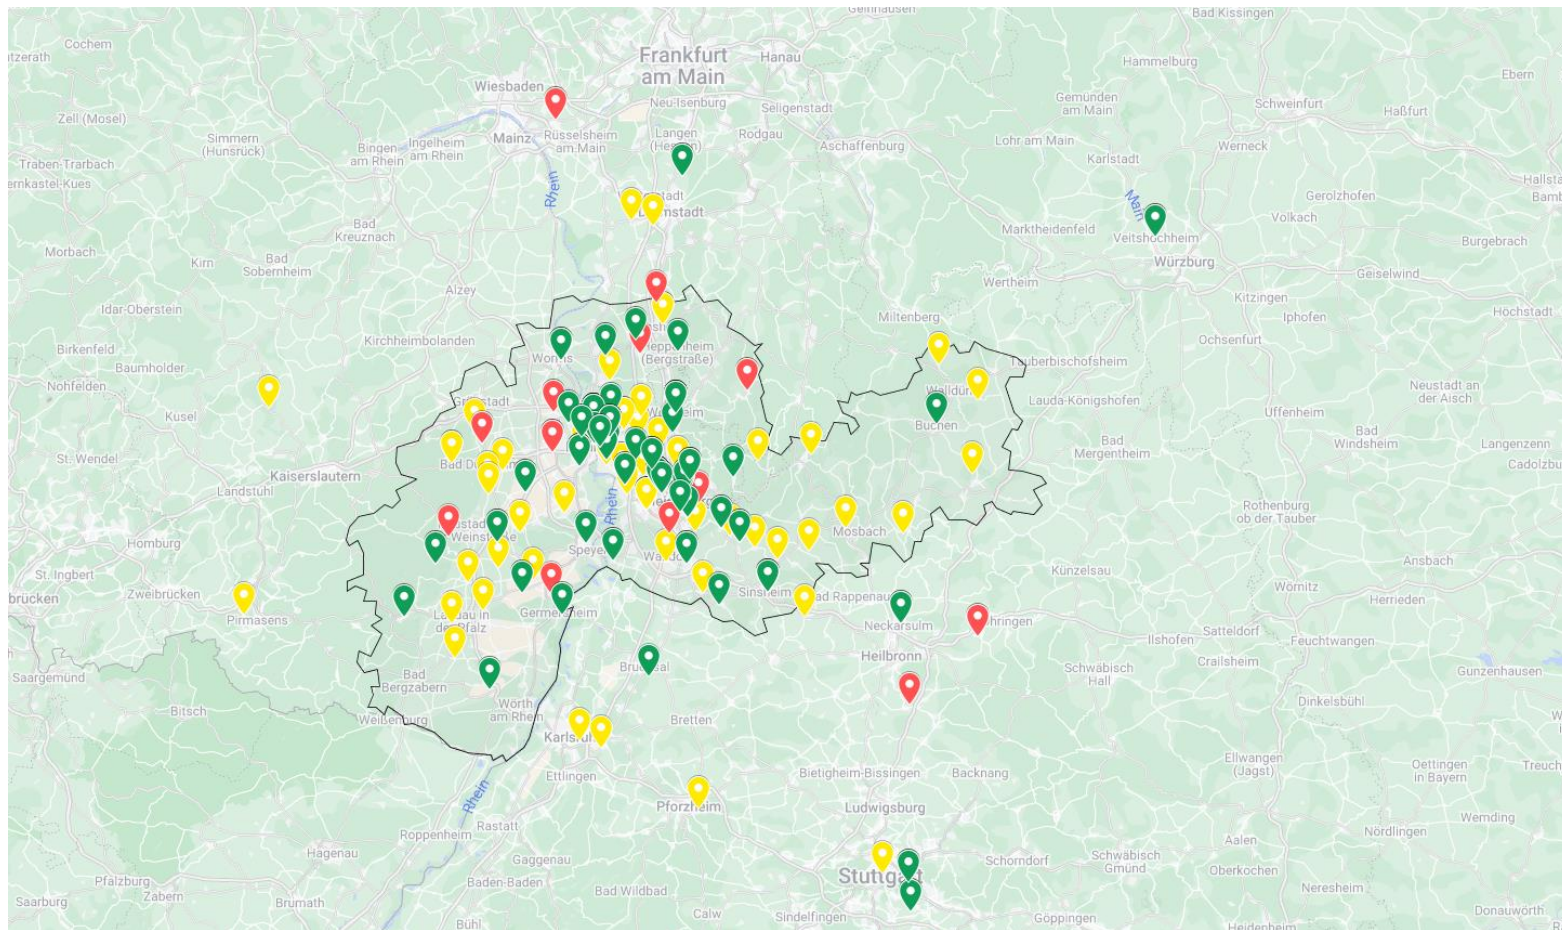 Bad Kissingen
Cochem
Frankfurt
am Main
Hanau
Hammelburg
Ebern
Wiesbaden
Neu-Isenburg
Seligenstadt
Gemünden
am Main
Schweinfurt
Haßfurt
Zell (Mosel)
Simmern
(Hunsrück)
Bingen
am Rhein
Ingelheim
am Rhein
Mainz
Rüsselsheim
am Main
Langen
(Hessen)
Rodgau
Aschaffenburg
Lohr am Main
Karlstadt
Werneck
Traben-Trarbach
Rhein
Main
Gerolzhofen
Volkach
Bad
Kreuznach
Marktheidenfeld
Veitshöchheim
Burgebrach
Morbach
Kirn
Bad
Sobernheim
Würzburg
Geiselwind
Alzey
Wertheim
Kitzingen
Idar-Oberstein
Miltenberg
Iphofen
Höchstadt
Kirchheimbolanden
Ochsenfurt
Birkenfeld
Worms
(Bergstraße)
Tauberbischofsheim
Baumholder
Nohfelden
Kusel
Lauda-Königshofen
Uffenheim
Neustadt an
der Aisch
Buchen
Bad
Mergentheim
Bad
Windsheim
Langenzenn
St. Wendel
Kaiserslautern
Landstuhl
Rhein
Rothenburg
ob der Tauber
Weinstraße
Mosbach
Homburg
Speyer
Ansbach
St. Ingbert
Künzelsau
Zweibrücken
Sinsheim
Bad Rappenau
Wörnitz
Herrieden
Pirmasens
Landau in
der Pfalz
Germersheim
Neckarsulm
Satteldorf
Feuchtwangen
Ilshofen
Heilbronn
Crailsheim
Saargemünd
Bad
Bergzabern
Schwäbisch
Hall
Gunzenhausen
Bitsch
Wörth
am Rhein
Dinkelsbühl
Weißenburg
Bretten
Karlsruhe
Ellwangen
(Jagst)
Oettingen
in Bayern
Ettlingen
Bietigheim-Bissingen
Backnang
Rhein
Pforzheim
Ludwigsburg
Wemding
Rastatt
Roppenheim
Nördlingen
Aalen
Hagenau
Gaggenau
Schorndorf
Schwäbisch
Gmünd
Oberkochen
Stuttgart
Pfalzburg
Baden-Baden
Bad Wildbad
Neresheim
Saarburg
Zabern
Brumath
Calw
Sindelfingen
Göppingen
Donauwörth
Bühl
Heidenheim